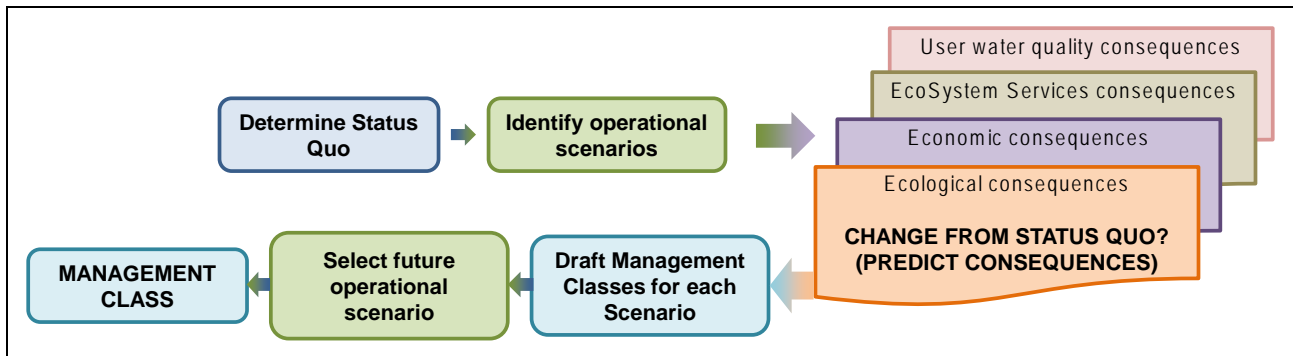 Determine Status
Quo
Identify operational
scenarios
User water quality consequences
EcoSystem Services consequences
Economic consequences
Ecological consequences
CHANGE FROM STATUS QUO?
(PREDICT CONSEQUENCES)
Draft Management
Classes for each
Scenario
Select future
operational
scenario
MANAGEMENT
CLASS